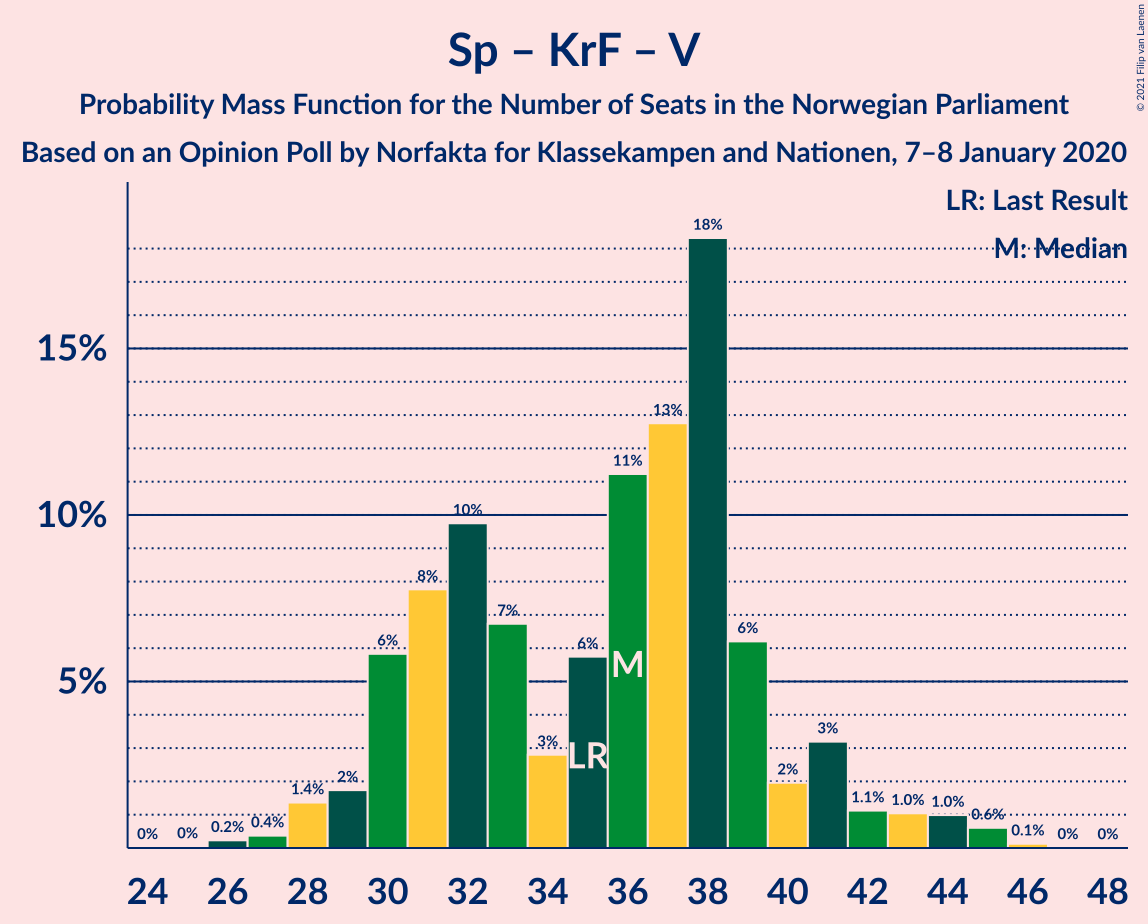 Sp – KrF – V
Probability Mass Function for the Number of Seats in the Norwegian Parliament
Based on an Opinion Poll by Norfakta for Klassekampen and Nationen, 7–8 January 2020
© 2021 Filip van Laenen
LR: Last Result
M: Median
15%
10%
5%
0% 0% 0.2% 0.4% 1.4% 2% 6% 8% 10% 7% 3% 6% 11% 13% 18% 6% 2% 3% 1.1% 1.0% 1.0% 0.6% 0.1% 0% 0%
M
LR
24 26 28 30 32 34 36 38 40 42 44 46 48